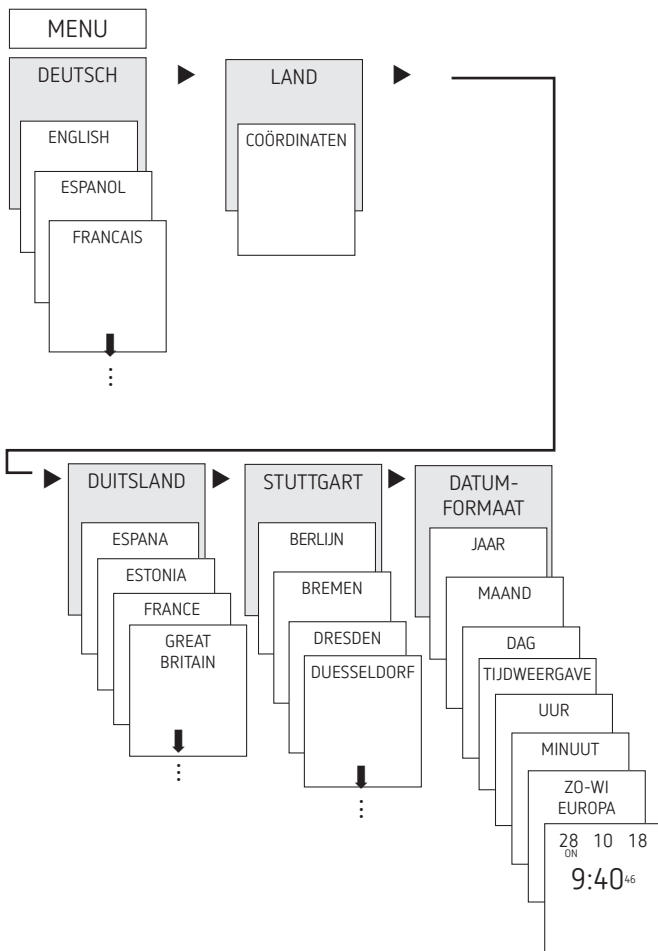 MENU
DEUTSCH
ENGLISH
ESPANOL
FRANCAIS
LAND
COÖRDINATEN
DUITSLAND
ESPANA
ESTONIA
FRANCE
GREAT
BRITAIN
STUTTGART
BERLIJN
BREMEN
DRESDEN
DUESSELDORF
DATUM-
FORMAAT
JAAR
MAAND
DAG
TIJDWEERGAVE
UUR
MINUUT
ZO-WI
EUROPA
28 10 18
ON
9:40 46